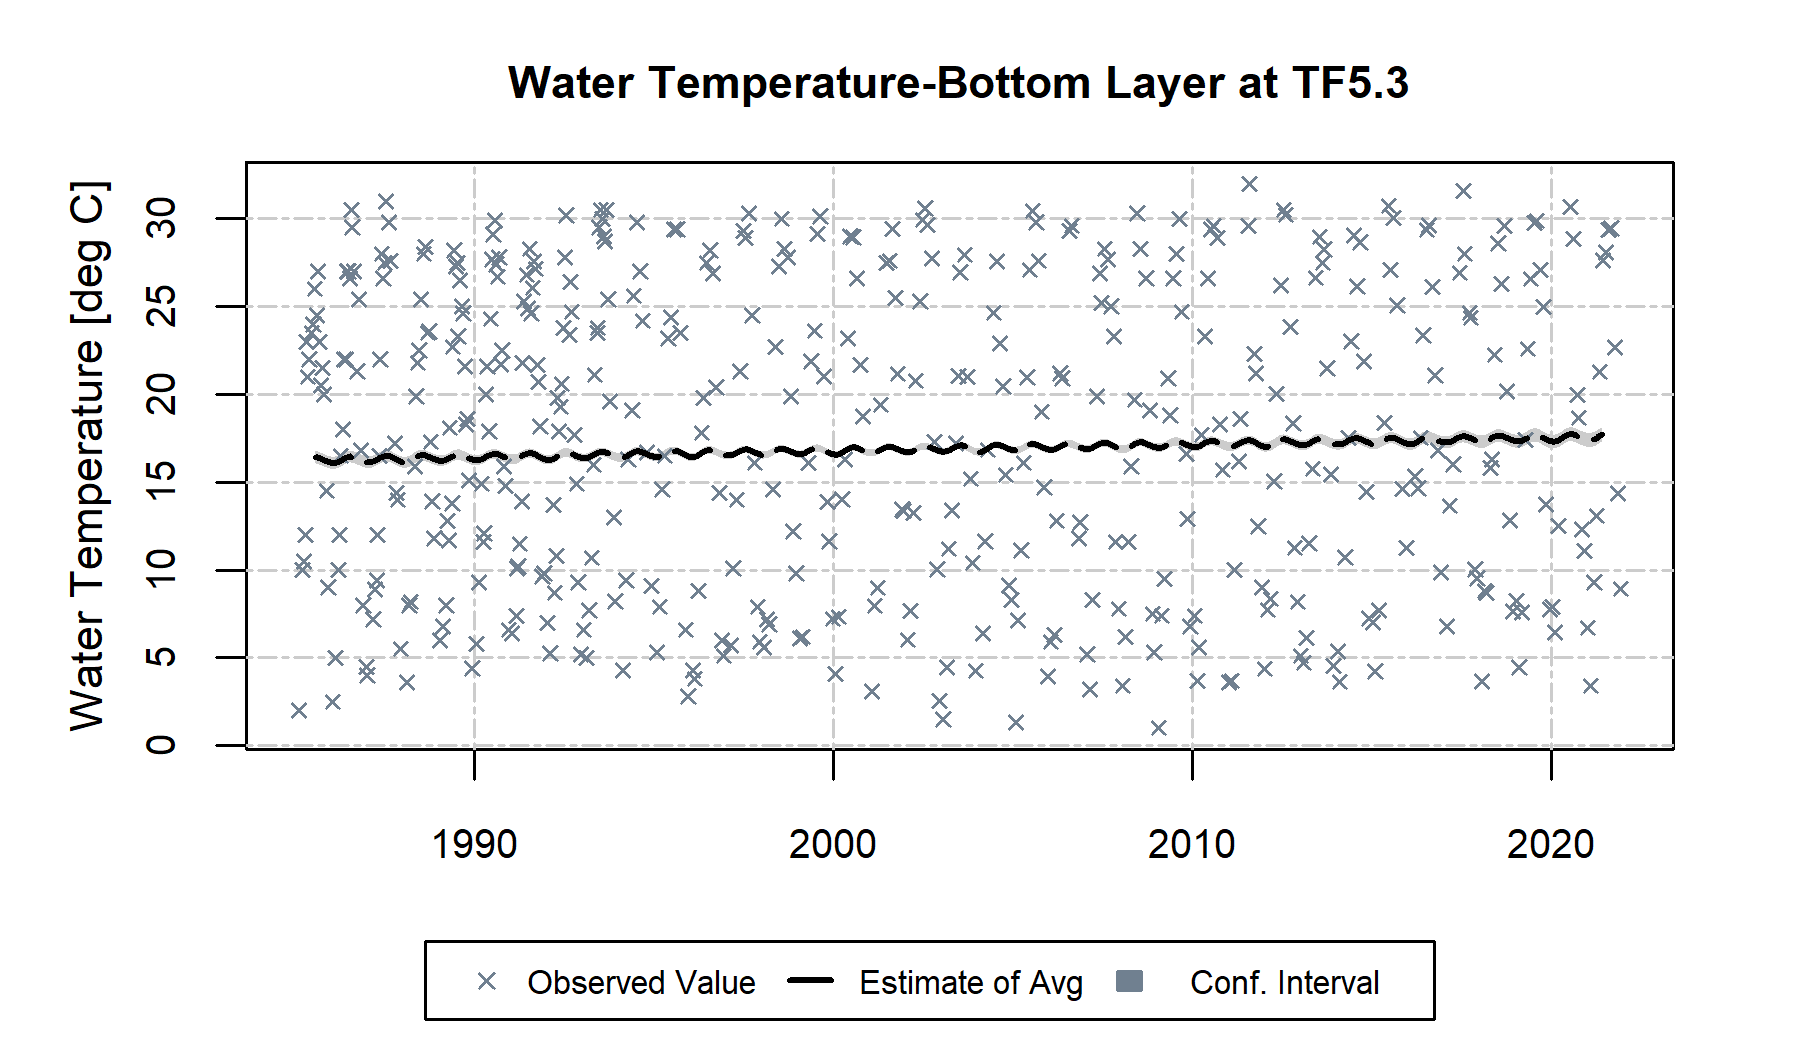 Water Temperature-Bottom Layer at TF5.3
Water Temperature [deg C]
30
25
20
15
10
5
0
1990 2000 2010 2020
Observed Value Estimate of Avg Conf. Interval